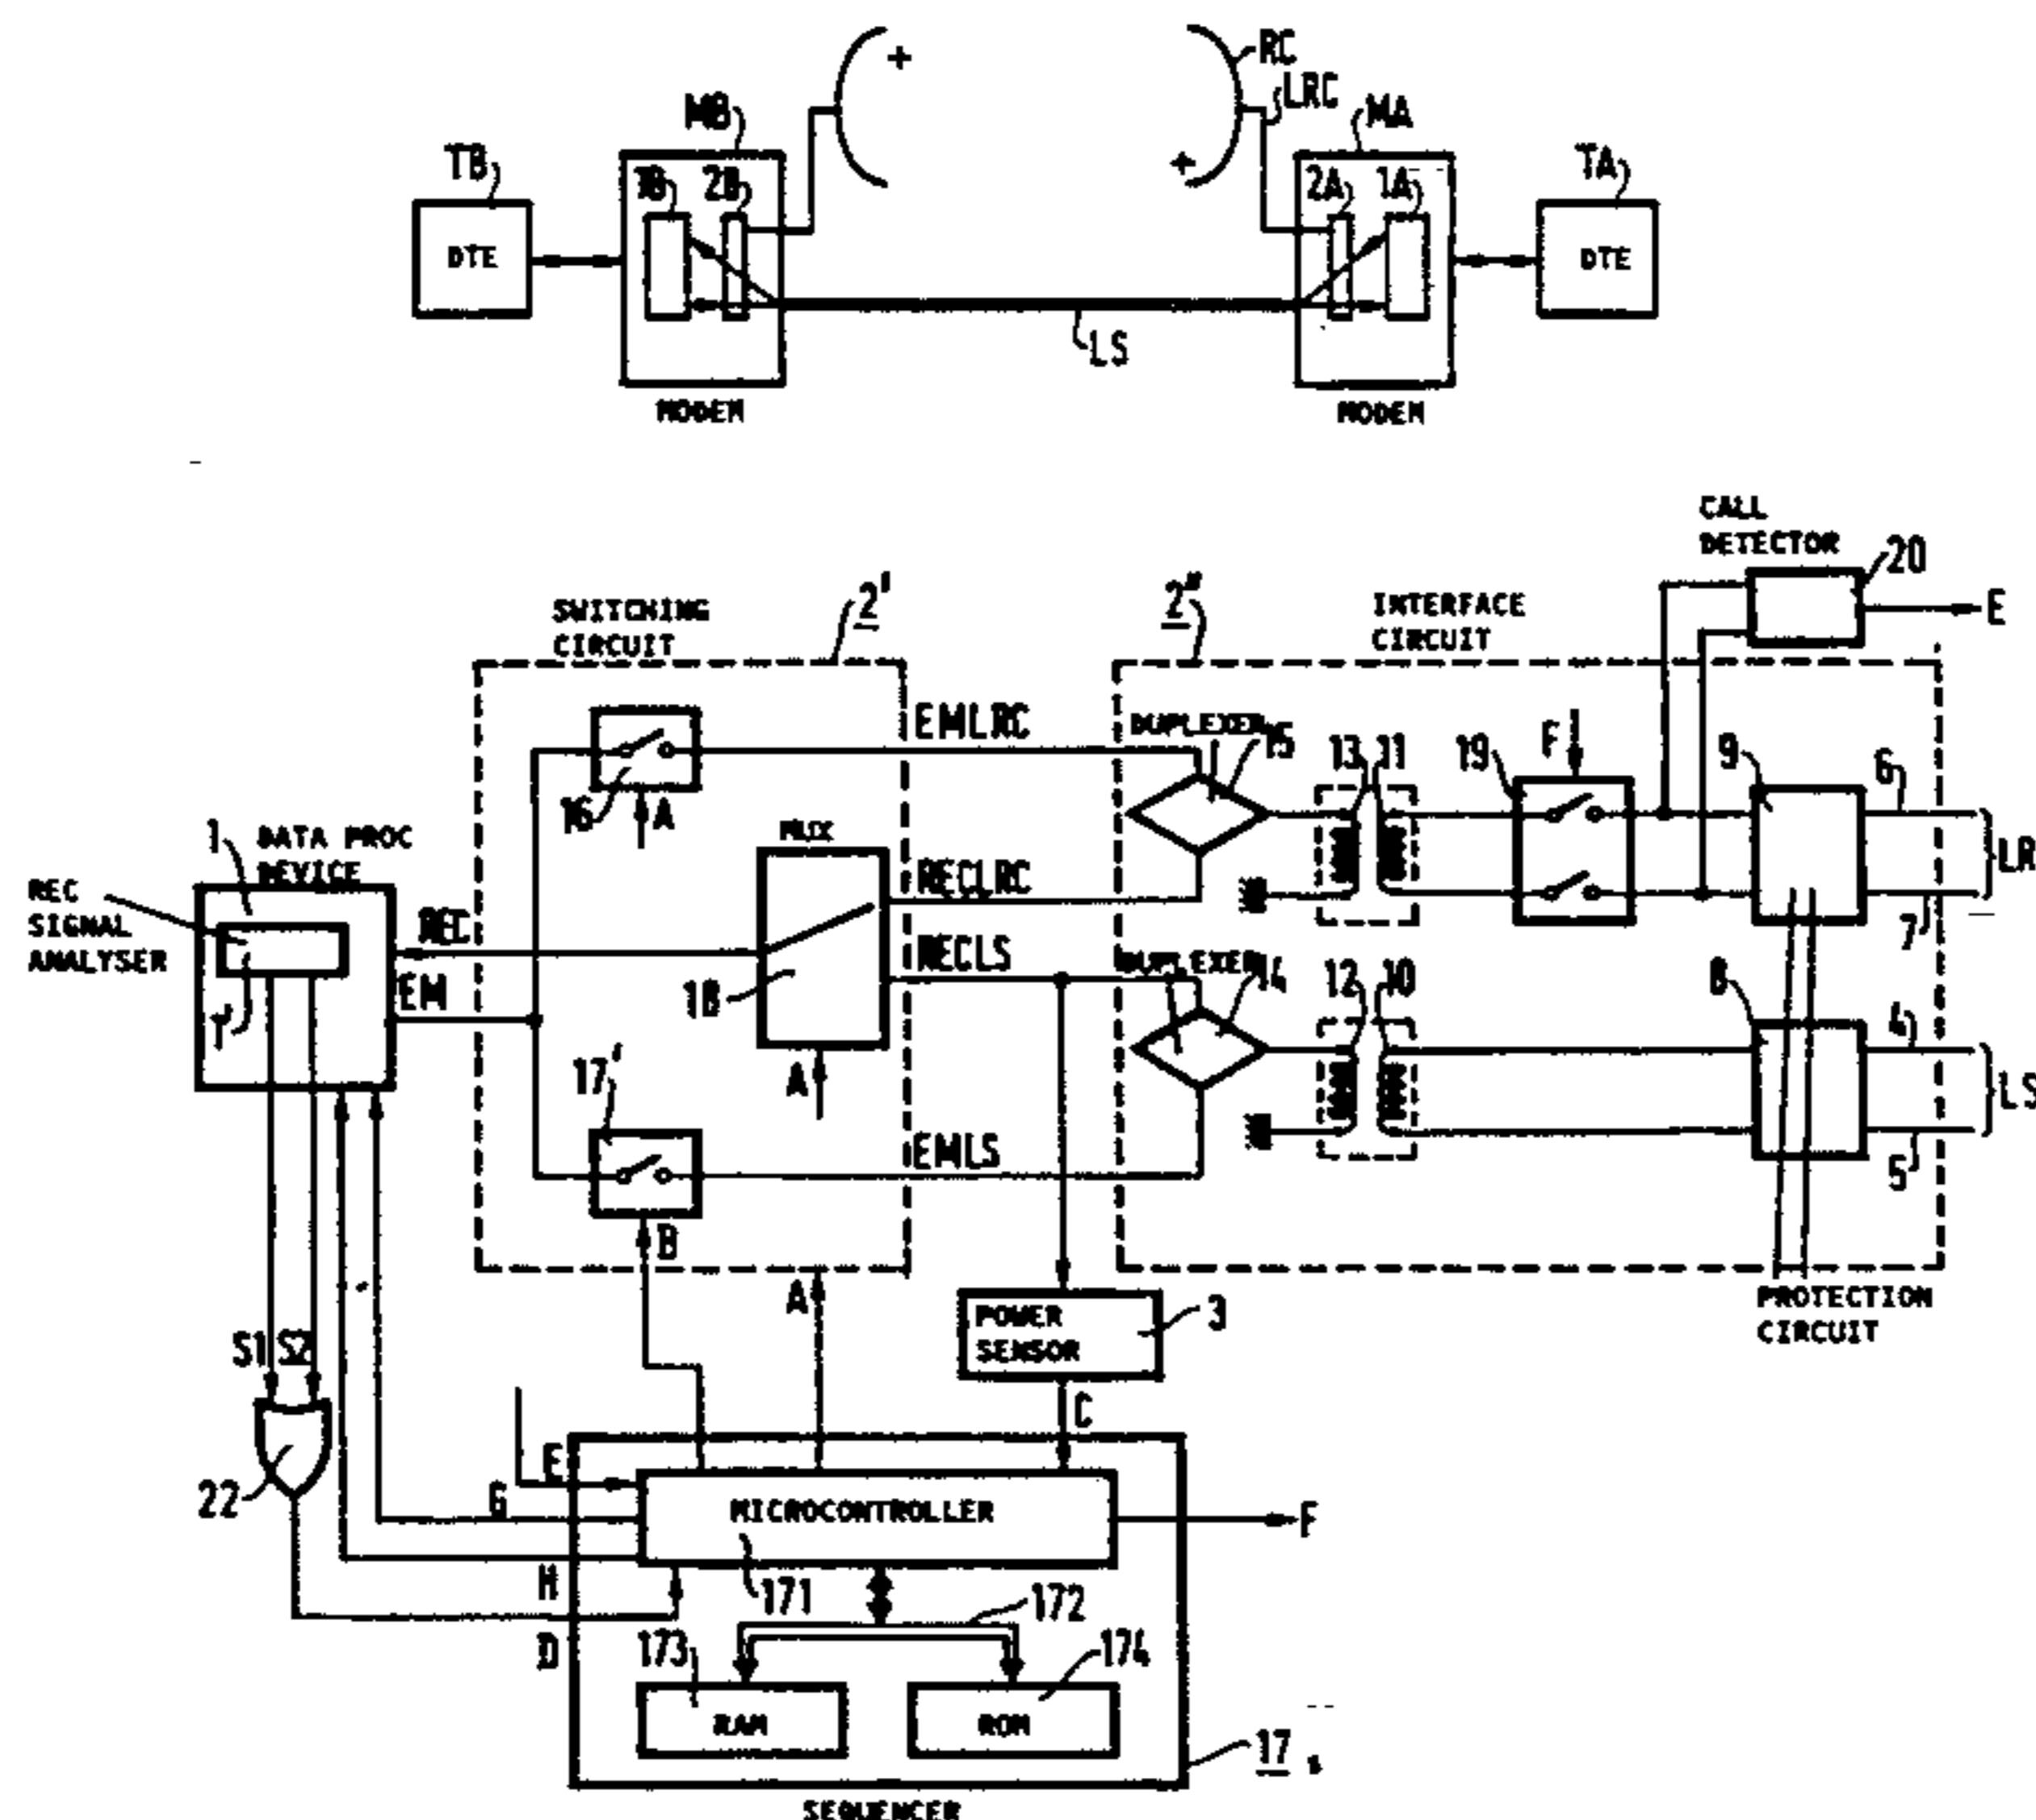 RC
LRC
MB
MA
TB
1B
2B
2A
1A
TA
DTE
DTE
LS
MODEM
MODEM
CALL
DETECTOR
20
E
SWITCHING
CIRCUIT
2'
2"
INTERFACE
CIRCUIT
EMLRC
DUPLEXER
15
13
11
19
F
9
6
16
A
MUX
1
DATA PROC
DEVICE
RECLRC
LR
REC
SIGNAL
ANALYSER
REC
RECLS
7
DUPLEXER
14
12
10
8
18
EM
1'
4
17'
A
LS
EMLS
5
B
A
POWER
SENSOR
3
PROTECTION
CIRCUIT
S1
S2
C
E
22
G
MICROCONTROLLER
F
H
171
172
D
173
174
RAM
ROM
17
SEQUENCER